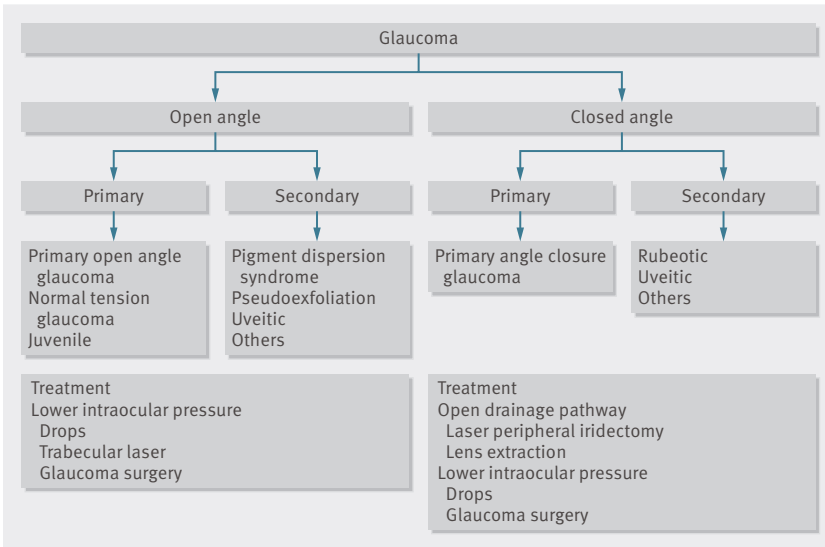 Glaucoma
Open angle
Closed angle
Primary
Secondary
Primary
Secondary
Primary open angle
glaucoma
Normal tension
glaucoma
Juvenile
Pigment dispersion
syndrome
Pseudoexfoliation
Uveitic
Others
Primary angle closure
glaucoma
Rubeotic
Uveitic
Others
Treatment
Lower intraocular pressure
Drops
Trabecular laser
Glaucoma surgery
Treatment
Open drainage pathway
Laser peripheral iridectomy
Lens extraction
Lower intraocular pressure
Drops
Glaucoma surgery